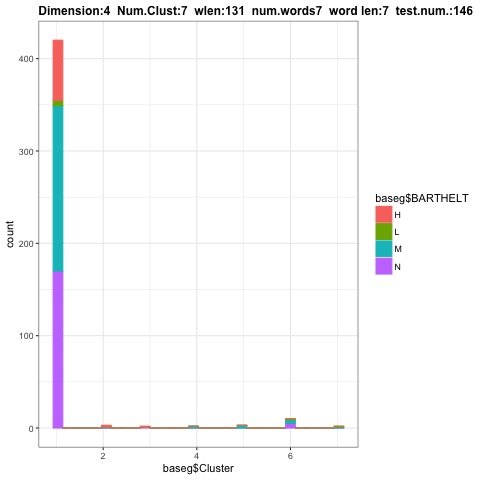 Dimension:4  Num.Clust:7  wlen:131  num.words7  word len:7  test.num.:146
400
300
200
100
0
count
2 4 6
baseg$Cluster
baseg$BARTHELT
H
L
M
N